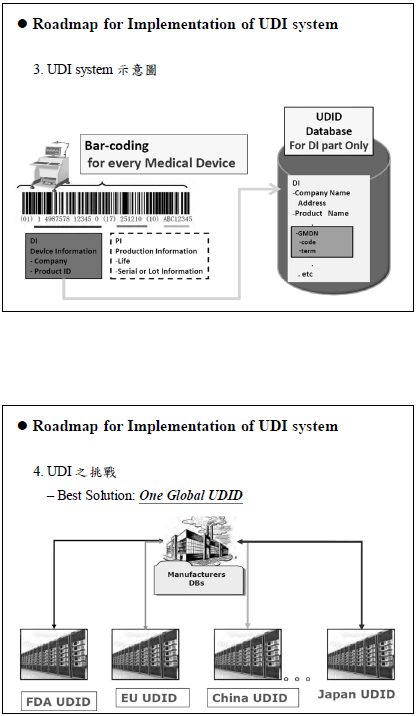 ● Roadmap for Implementation of UDI system
3. UDI system 示意圖
UDID
Database
For DI part Only
Bar-coding
for every Medical Device
(01) 1 4987578 12345 0 (17) 251210 (10) ABC12345
DI
Device Information
- Company
- Product ID
PI
Production Information
-Life
-Serial or Lot Information
DI
-Company Name
Address
-Product Name
.
-GMDN
-code
-term
.
. etc
● Roadmap for Implementation of UDI system
4. UDI 之挑戰
– Best Solution: One Global UDID
Manufacturers
DBs
FDA UDID
EU UDID
China UDID
Japan UDID